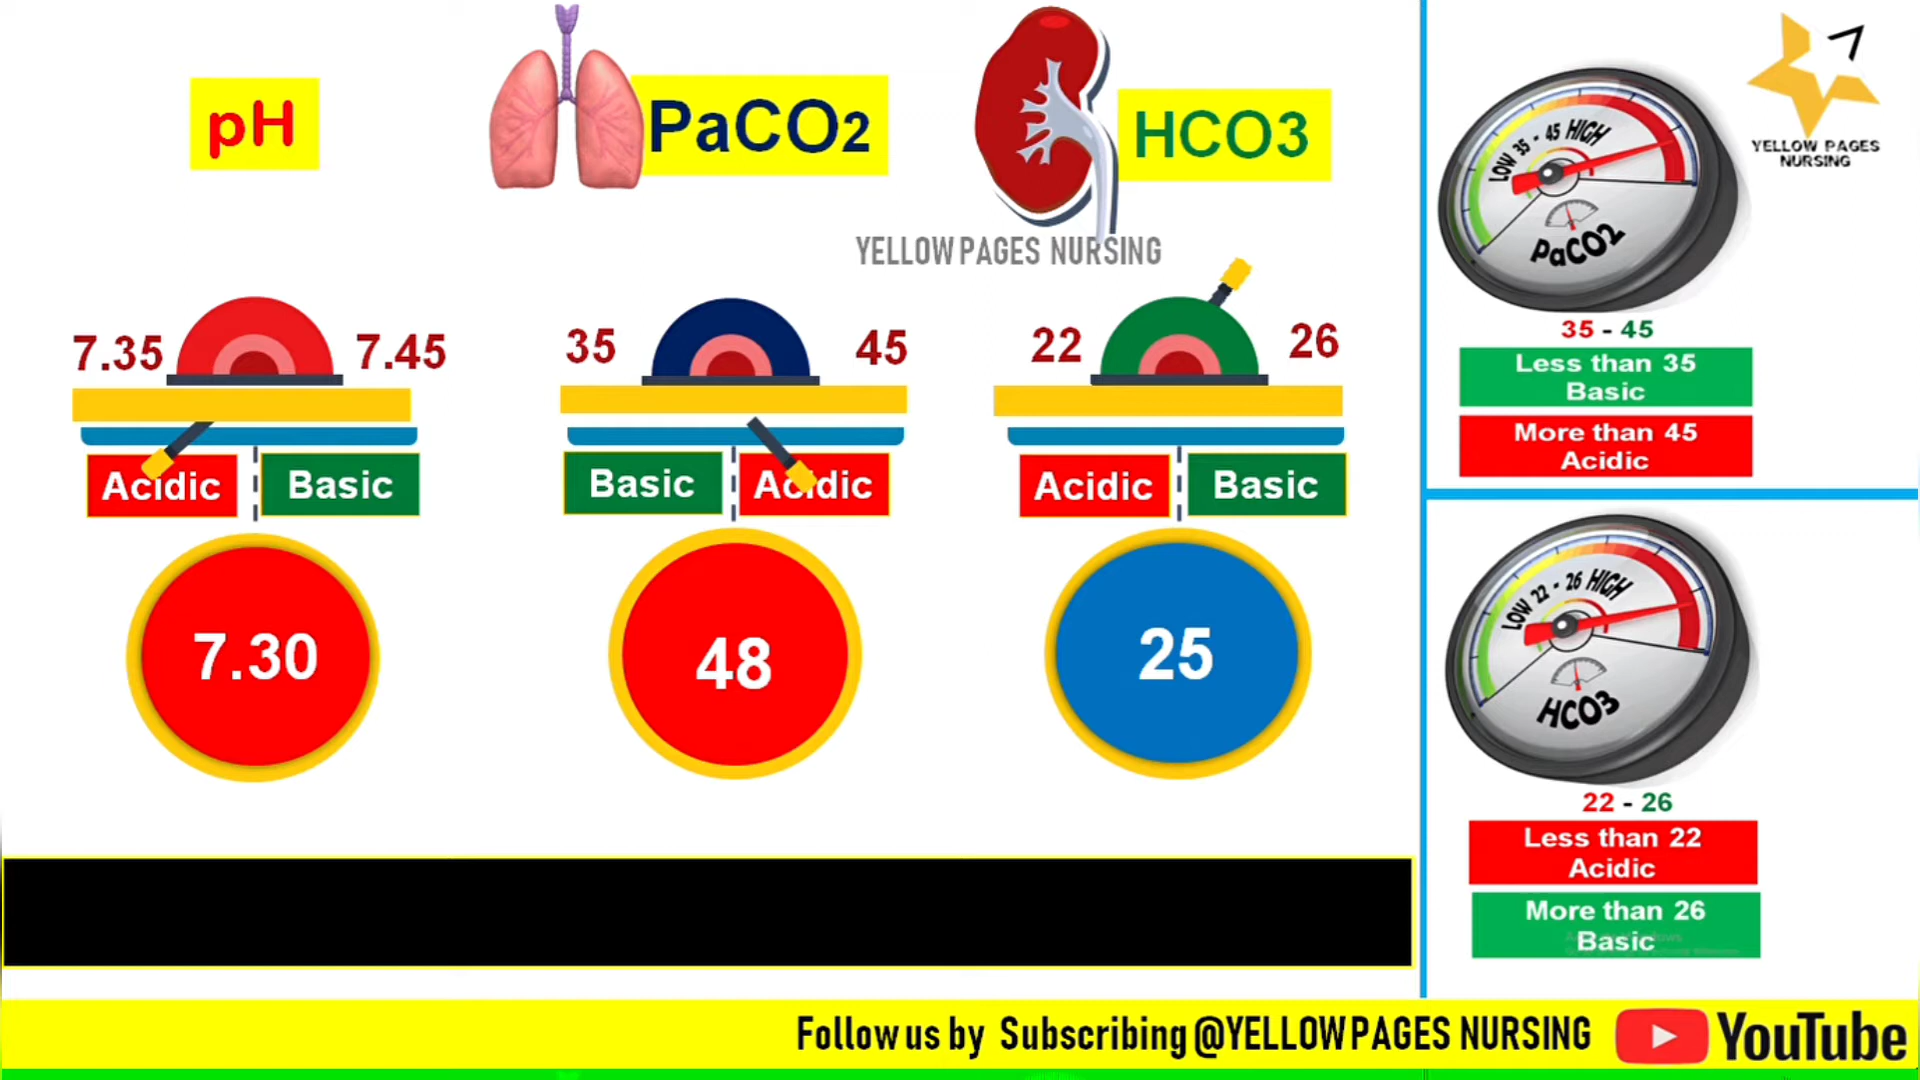 pH
PaCO2
HCO3
YELLOW PAGES NURSING
7.35
7.45
35
45
22
26
Acidic
Basic
Basic
Acidic
Acidic
Basic
7.30
48
25
YELLOW PAGES
NURSING
LOW 35 - 45 HIGH
PaCO2
35 - 45
Less than 35
Basic
More than 45
Acidic
LOW 22 - 26 HIGH
HCO3
22 - 26
Less than 22
Acidic
More than 26
Basic
Follow us by Subscribing @YELLOW PAGES NURSING
YouTube